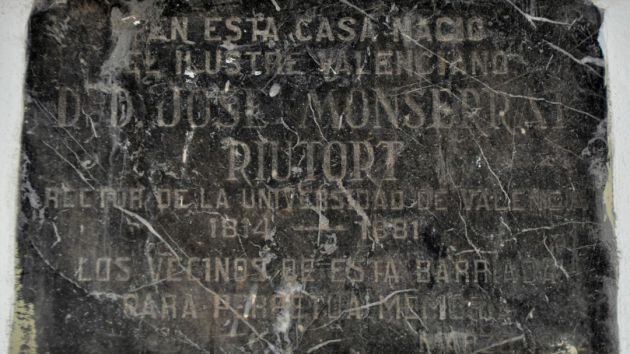 EN ESTA CASA NACIO
EL ILUSTRE VALENCIANO
D. D. JOSE MONSERRAT
RIUTORT
RECTOR DE LA UNIVERSIDAD DE VALENCIA
1814 — 1881
LOS VECINOS DE ESTA BARRIADA
PARA PERPETUA MEMORIA